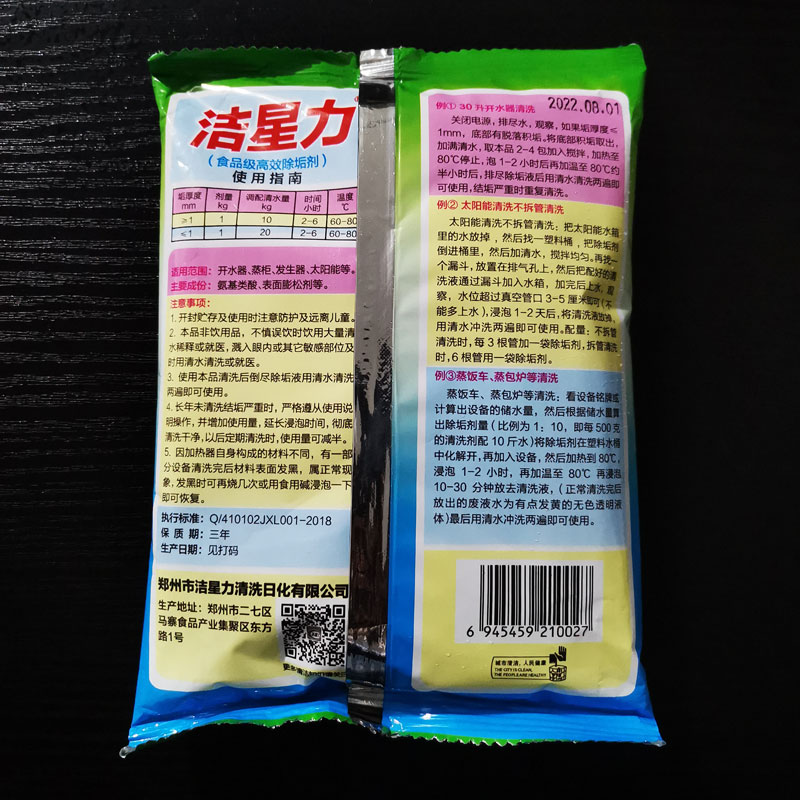 洁星力
（食品级高效除垢剂）
使用指南
垢厚度 mm 剂量 kg 调配清水量 kg 时间 小时 温度 ℃
≥1 1 10 2-6 60-80
≤1 1 20 2-6 60-80
适用范围：开水器、蒸柜、发生器、太阳能等。
主要成份：氨基类酸、表面膨松剂等。
注意事项：
1. 开封贮存及使用时注意防护及远离儿童。
2. 本品非饮用品，不慎误饮时饮用大量清
水稀释或就医，溅入眼内或其它敏感部位及
时用清水清洗或就医。
3. 使用本品清洗后倒尽除垢液用清水清洗
两遍即可使用。
4. 长年未清洗结垢严重时，严格遵从使用说
明操作，并增加使用量，延长浸泡时间，彻底
清洗干净，以后定期清洗时，使用量可减半。
5. 因加热器自身构成的材料不同，有一部
分设备清洗完后材料表面发黑，属正常现
象，发黑时可再烧几次或用食用碱浸泡一下
即可恢复。
执行标准：Q/410102JXL001-2018
保 质 期：三年
生产日期：见打码
郑州市洁星力清洗日化有限公司
生产地址：郑州市二七区
马寨食品产业集聚区东方
路1号
2022.08.01
例① 30 升开水器清洗
关闭电源，排尽水，观察，如果垢厚度≤
1mm，底部有脱落积垢。将底部积垢取出，
加满清水，取本品 2-4 包加入搅拌，加热至
80℃停止，泡 1-2 小时后再加温至 80℃约
半小时后，排尽除垢液后用清水清洗两遍即
可使用，结垢严重时重复清洗。
例② 太阳能清洗不拆管清洗
太阳能清洗不拆管清洗：把太阳能水箱
里的水放掉，然后找一塑料桶，把除垢剂
倒进桶里，然后加清水，搅拌均匀。再找一
个漏斗，放置在排气孔上，然后把配好的清
洗液通过漏斗加入水箱，加完后上水，观
察，水位超过真空管口 3-5 厘米即可（不
能多上水），浸泡 1-2天后，将清洗液放掉，
用清水冲洗两遍即可使用。配量：不拆管
清洗时，每 3 根管加一袋除垢剂，拆管清洗
时，6 根管用一袋除垢剂。
例③蒸饭车、蒸包炉等清洗
蒸饭车、蒸包炉等清洗：看设备铭牌或
计算出设备的储水量，然后根据储水量算
出除垢剂量（比例为 1：10，即每 500 克
的清洗剂配 10 斤水）将除垢剂在塑料水桶
中化解开，再加入设备，然后加热到 80℃，
浸泡 1-2 小时，再加温至 80℃ 再浸泡
10-30 分钟放去清洗液，（正常清洗完后
放出的废液水为有点发黄的无色透明液
体）最后用清水冲洗两遍即可使用。
6 945459 210027
城市清洁，人民健康
THE CITY IS CLEAN,
THE PEOPLE ARE HEALTHY